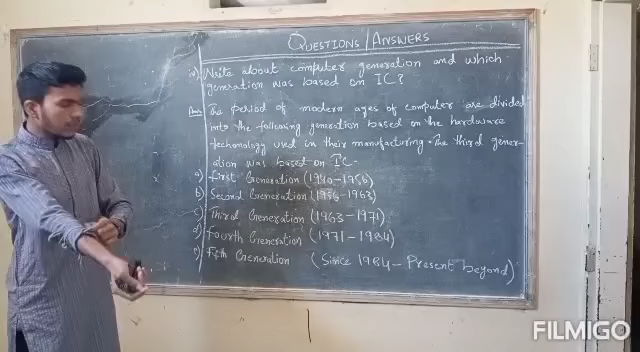 QUESTIONS/ANSWERS
iv) Write about computer generation and which
generation was based on IC?
Ans: The period of modern ages of computer are divided
into the following generation based on the hardware
technology used in their manufacturing. The third gener-
ation was based on IC.
a) First Generation (1940-1956)
b) Second Generation (1956-1963)
c) Third Generation (1963-1971)
d) Fourth Generation (1971-1984)
e) Fifth Generation (Since 1984-Present beyond)
FILMIGO